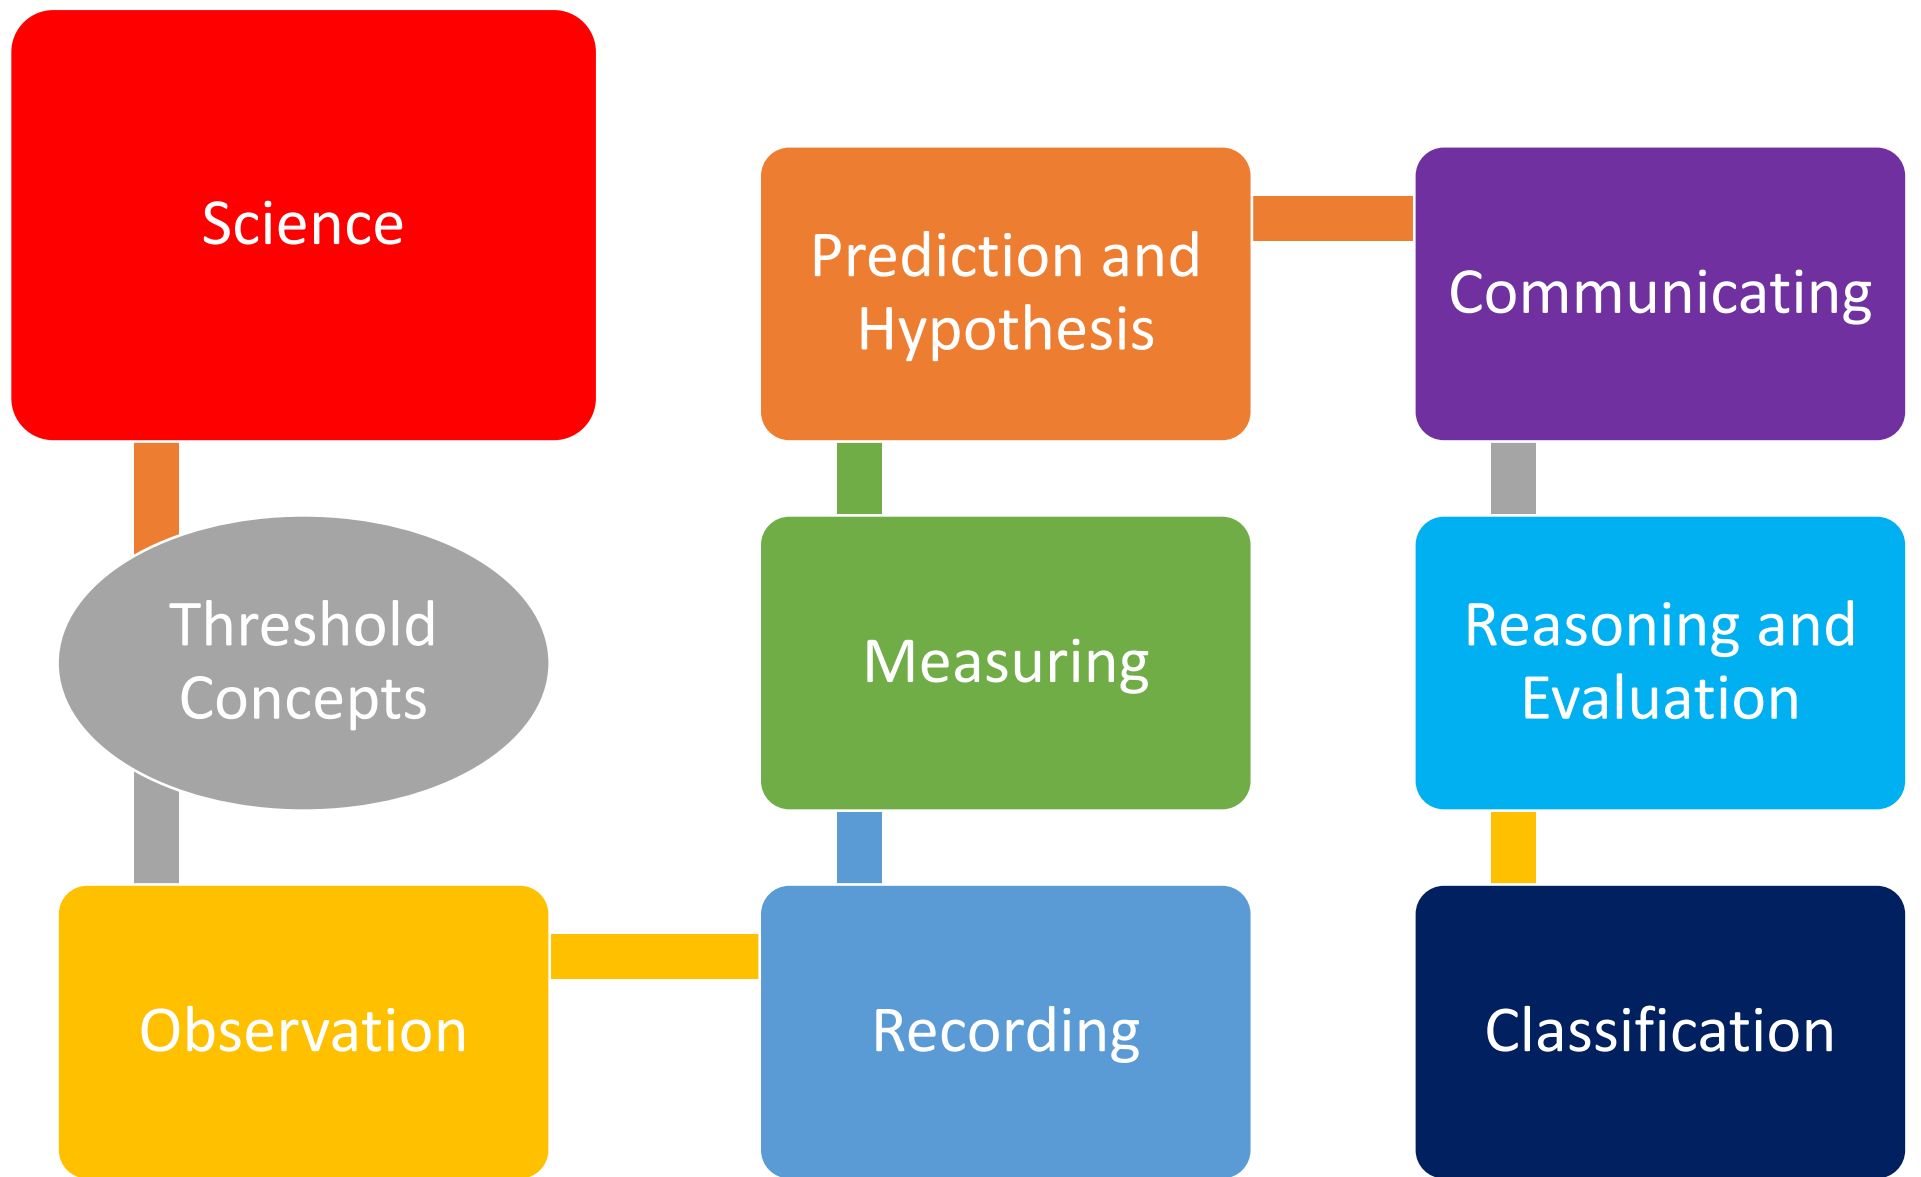 Science
Threshold
Concepts
Observation
Recording
Measuring
Prediction and
Hypothesis
Communicating
Reasoning and
Evaluation
Classification